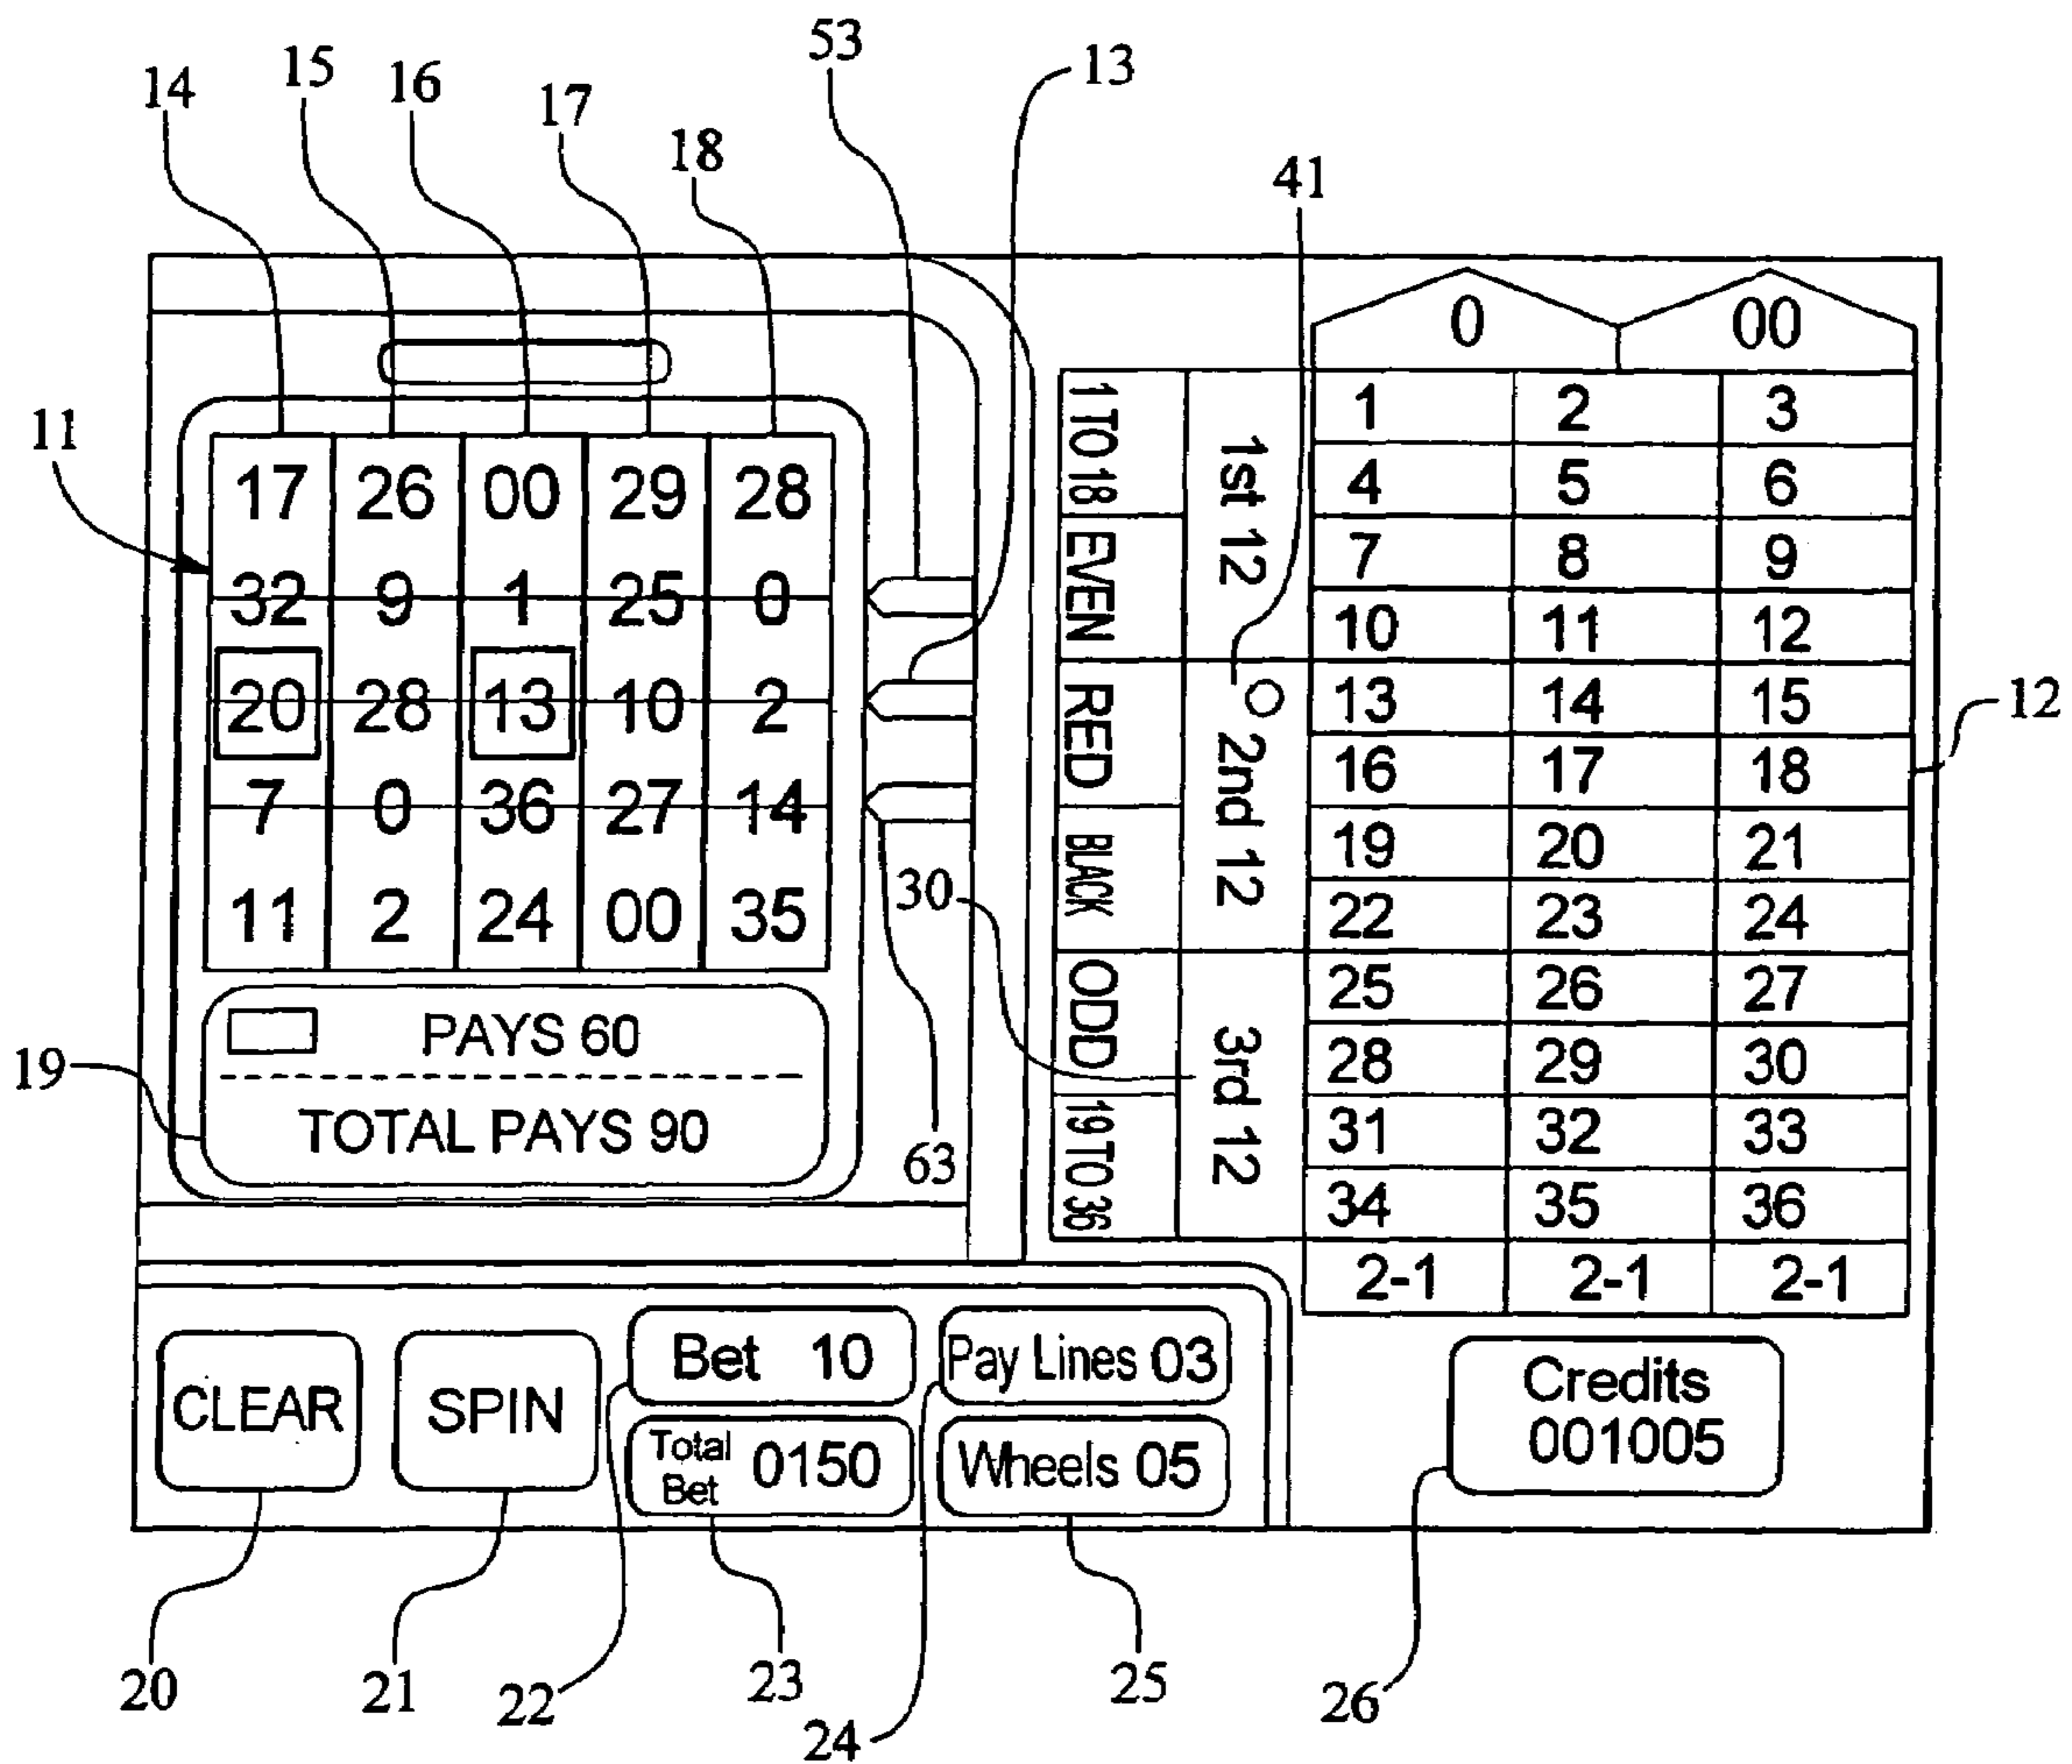 53
13
15
16
14
17
18
41
0 00
11
17 26 00 29 28
32 9 1 25 0
20 28 13 10 2
7 0 36 27 14
11 2 24 00 35
PAYS 60
TOTAL PAYS 90
19
30
63
1 TO 18
EVEN
RED
BLACK
ODD
19 TO 36
1st 12
2nd 12
3rd 12
1 2 3
4 5 6
7 8 9
10 11 12
13 14 15
16 17 18
19 20 21
22 23 24
25 26 27
28 29 30
31 32 33
34 35 36
2-1 2-1 2-1
12
CLEAR
SPIN
Bet 10
Pay Lines 03
Total Bet 0150
Wheels 05
Credits
001005
20
21
22
23
24
25
26